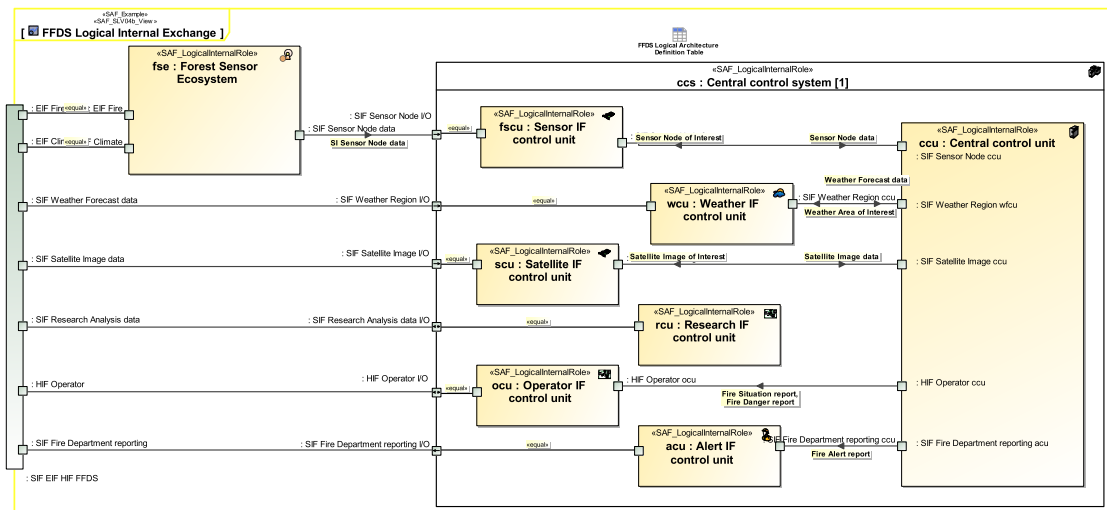 «SAF_Example»
«SAF_SLV04b_View »
[ FFDS Logical Internal Exchange ]
FFDS Logical Architecture
Definition Table
«SAF_LogicalInternalRole»
fse : Forest Sensor
Ecosystem
«SAF_LogicalInternalRole»
ccs : Central control system [1]
: EIF Fire
«equal»
: EIF Fire
: EIF
«equal»
Climate
: SIF Sensor Node I/O
: SIF Sensor Node data
SI Sensor Node data
«equal»
«SAF_LogicalInternalRole»
fscu : Sensor IF
control unit
Sensor Node of Interest
Sensor Node data
«SAF_LogicalInternalRole»
ccu : Central control unit
: SIF Sensor Node ccu
: SIF Weather Forecast data
: SIF Weather Region I/O
«equal»
«SAF_LogicalInternalRole»
wcu : Weather IF
control unit
Weather Forecast data
: SIF Weather Region ccu
Weather Area of Interest
: SIF Weather Region wfcu
: SIF Satellite Image data
: SIF Satellite Image I/O
«equal»
«SAF_LogicalInternalRole»
scu : Satellite IF
control unit
Satellite Image of Interest
Satellite Image data
: SIF Satellite Image ccu
: SIF Research Analysis data
: SIF Research Analysis data I/O
«equal»
«SAF_LogicalInternalRole»
rcu : Research IF
control unit
: HIF Operator
: HIF Operator I/O
«equal»
«SAF_LogicalInternalRole»
ocu : Operator IF
control unit
: HIF Operator ocu
Fire Situation report,
Fire Danger report
: HIF Operator ccu
: SIF Fire Department reporting
: SIF Fire Department reporting I/O
«equal»
«SAF_LogicalInternalRole»
acu : Alert IF
control unit
Fire Department reporting ccu
Fire Alert report
: SIF Fire Department reporting acu
: SIF EIF HIF FFDS